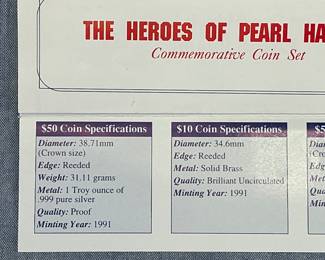 THE HEROES OF PEARL HA
Commemorative Coin Set
$50 Coin Specifications
Diameter: 38.71mm
(Crown size)
Edge: Reeded
Weight: 31.11 grams
Metal: 1 Troy ounce of
.999 pure silver
Quality: Proof
Minting Year: 1991
$10 Coin Specifications
Diameter: 34.6mm
Edge: Reeded
Metal: Solid Brass
Quality: Brilliant Uncirculated
Minting Year: 1991